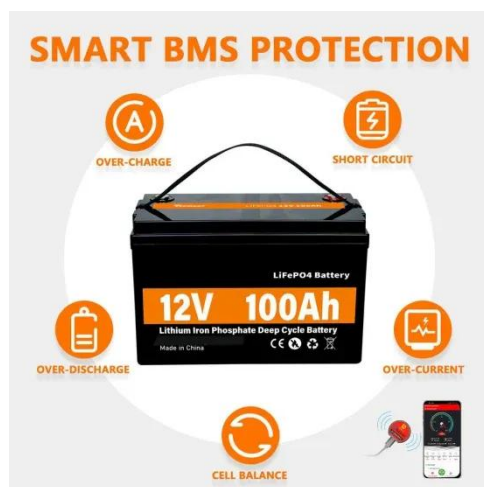 SMART BMS PROTECTION
OVER-CHARGE
SHORT CIRCUIT
LiFePO4 Battery
12V 100Ah
Lithium Iron Phosphate Deep Cycle Battery
Made in China
CE
OVER-DISCHARGE
OVER-CURRENT
CELL BALANCE